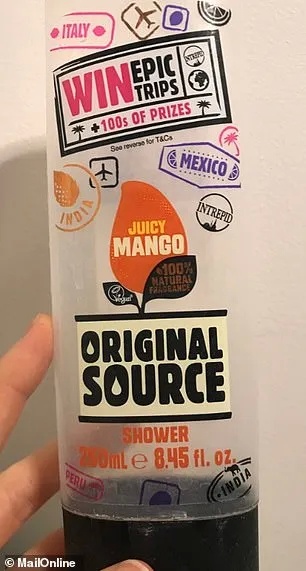 ITALY
INTREPID
WIN EPIC
TRIPS
+ 100s OF PRIZES
See reverse for T&Cs
MEXICO
INDIA
INTREPID
JUICY
MANGO
100%
NATURAL
FRAGRANCE
Vegan
ORIGINAL
SOURCE
SHOWER
250mL e 8.45 fl. oz.
PERU
INDIA
© MailOnline